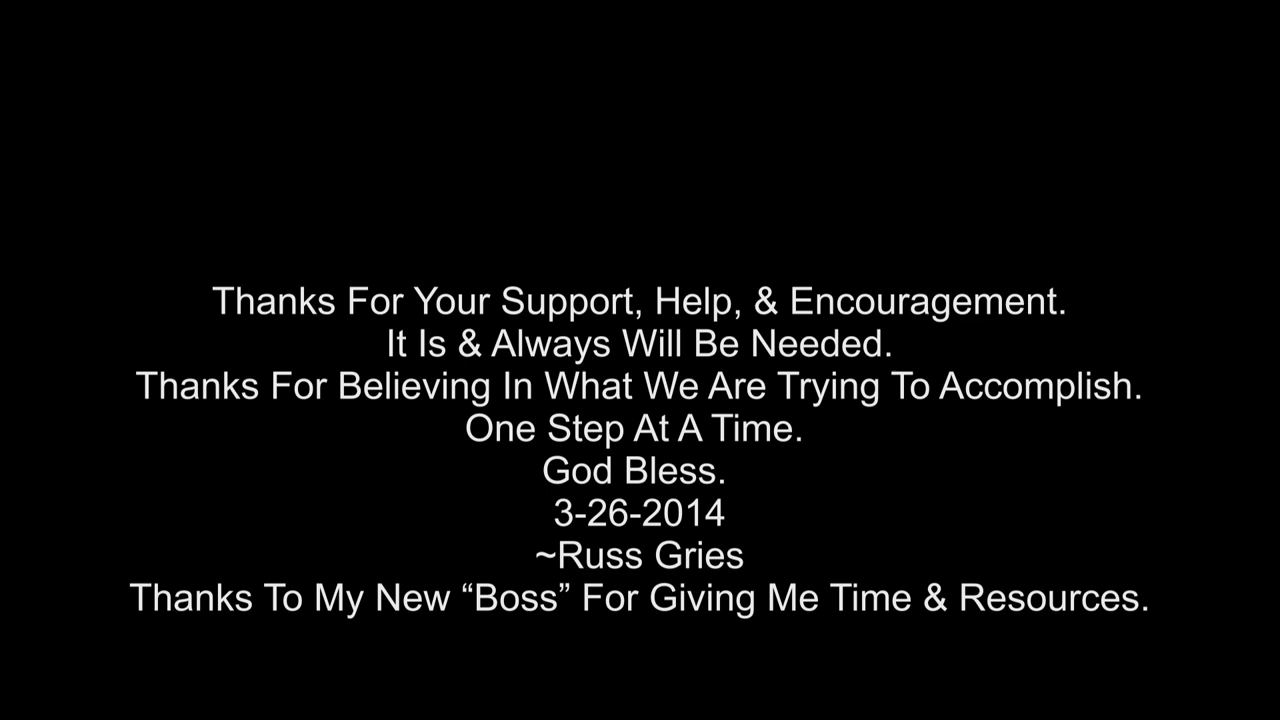 Thanks For Your Support, Help, & Encouragement.
It Is & Always Will Be Needed.
Thanks For Believing In What We Are Trying To Accomplish.
One Step At A Time.
God Bless.
3-26-2014
~Russ Gries
Thanks To My New “Boss” For Giving Me Time & Resources.